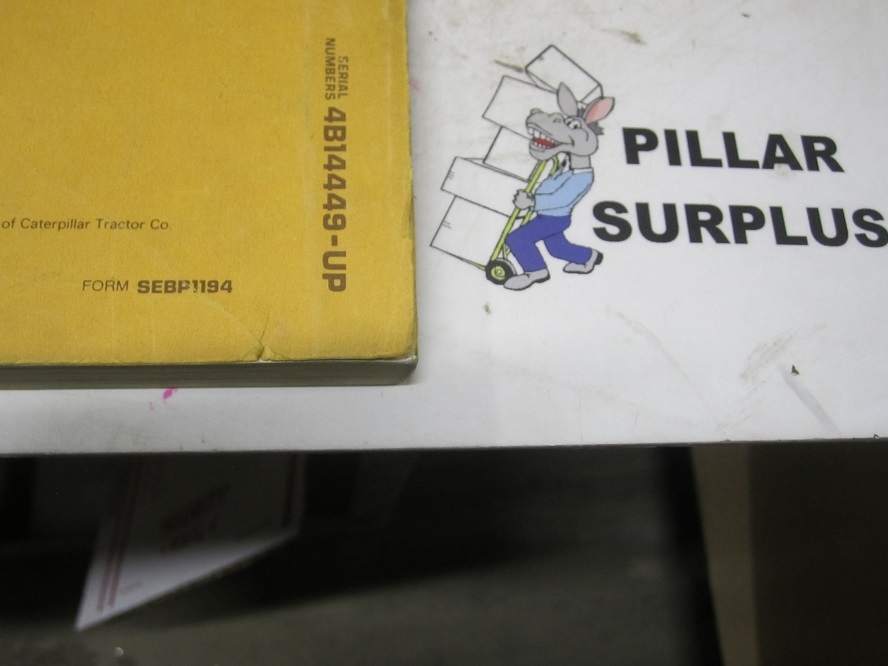 SERIAL
NUMBERS 4B14449-UP
of Caterpillar Tractor Co.
FORM SEBP1194
PILLAR
SURPLUS